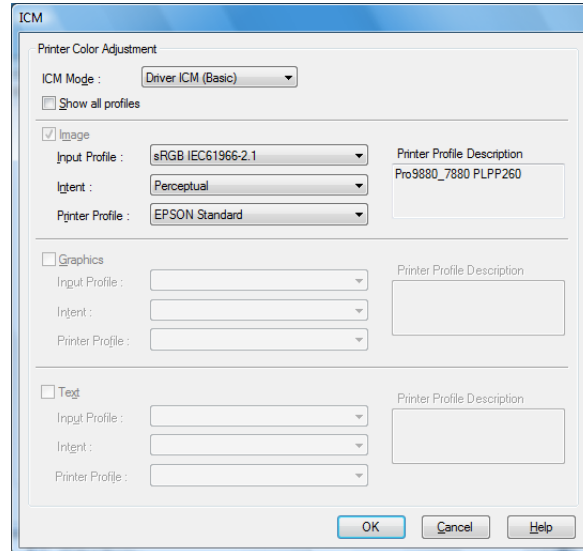 ICM
Printer Color Adjustment
ICM Mode :
Driver ICM (Basic)
Show all profiles
Image
Input Profile :
sRGB IEC61966-2.1
Intent :
Perceptual
Printer Profile :
EPSON Standard
Printer Profile Description
Pro9880_7880 PLPP260
Graphics
Input Profile :
Intent :
Printer Profile :
Printer Profile Description
Text
Input Profile :
Intent :
Printer Profile :
Printer Profile Description
OK
Cancel
Help